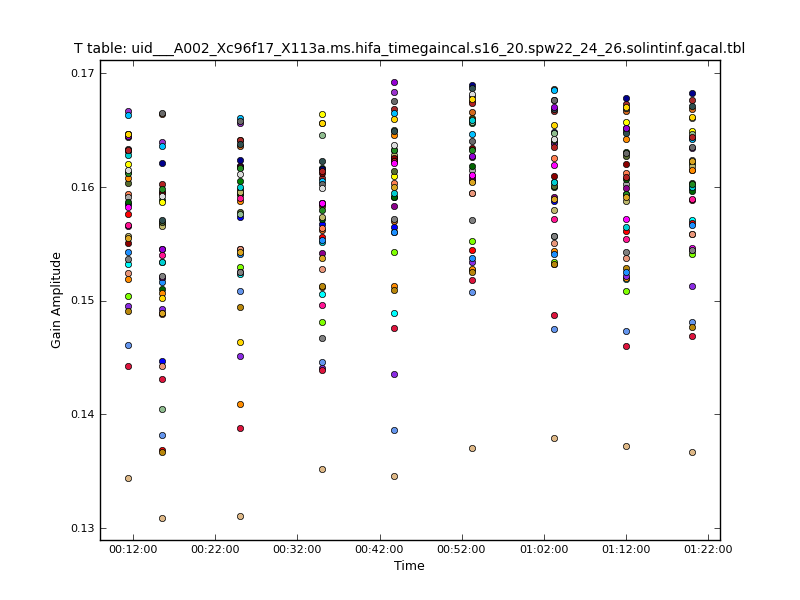 T table: uid___A002_Xc96f17_X113a.ms.hifa_timegaincal.s16_20.spw22_24_26.solintinf.gacal.tbl
0.17
0.16
0.15
0.14
0.13
Gain Amplitude
00:12:00 00:22:00 00:32:00 00:42:00 00:52:00 01:02:00 01:12:00 01:22:00
Time